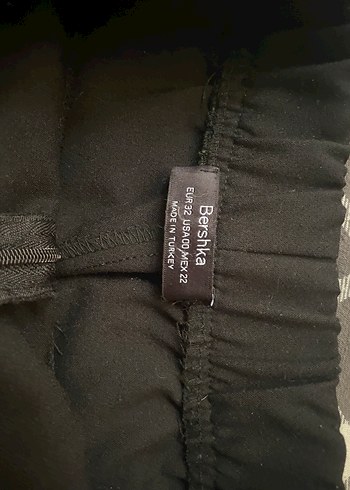 Bershka
EUR 32 USA 00 MEX 22
MADE IN TURKEY